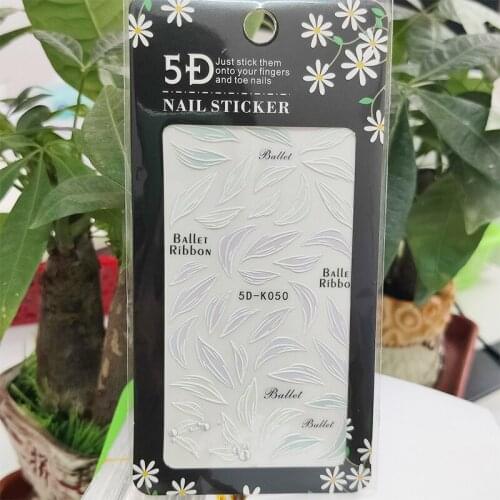 5D
Just stick them
onto your fingers
and toe nails
NAIL STICKER
Ballet
BALLET
RIBBON
BALLE
RIBBO
5D-K050
Ballet
Ballet